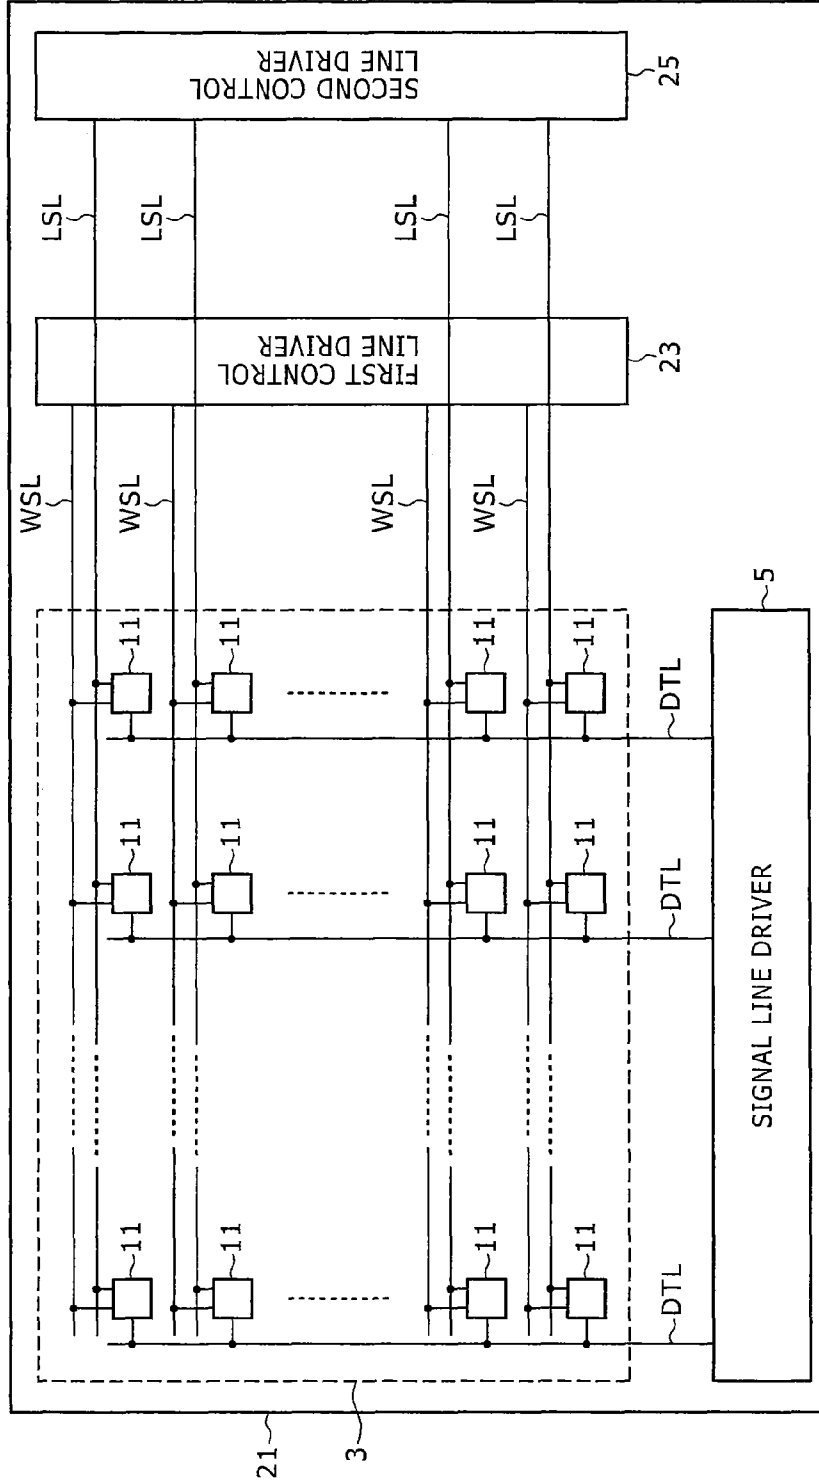 WSL
LSL
11
11
11
WSL
LSL
11
11
11
21
3
FIRST CONTROL
LINE DRIVER
SECOND CONTROL
LINE DRIVER
WSL
LSL
11
11
11
WSL
LSL
11
11
11
DTL
DTL
DTL
23
25
SIGNAL LINE DRIVER
5